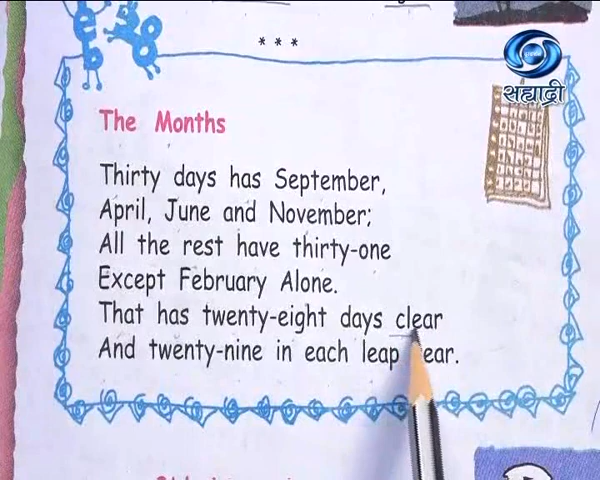 * * *
सह्याद्री
The Months
Thirty days has September,
April, June and November;
All the rest have thirty-one
Except February Alone.
That has twenty-eight days clear
And twenty-nine in each leap